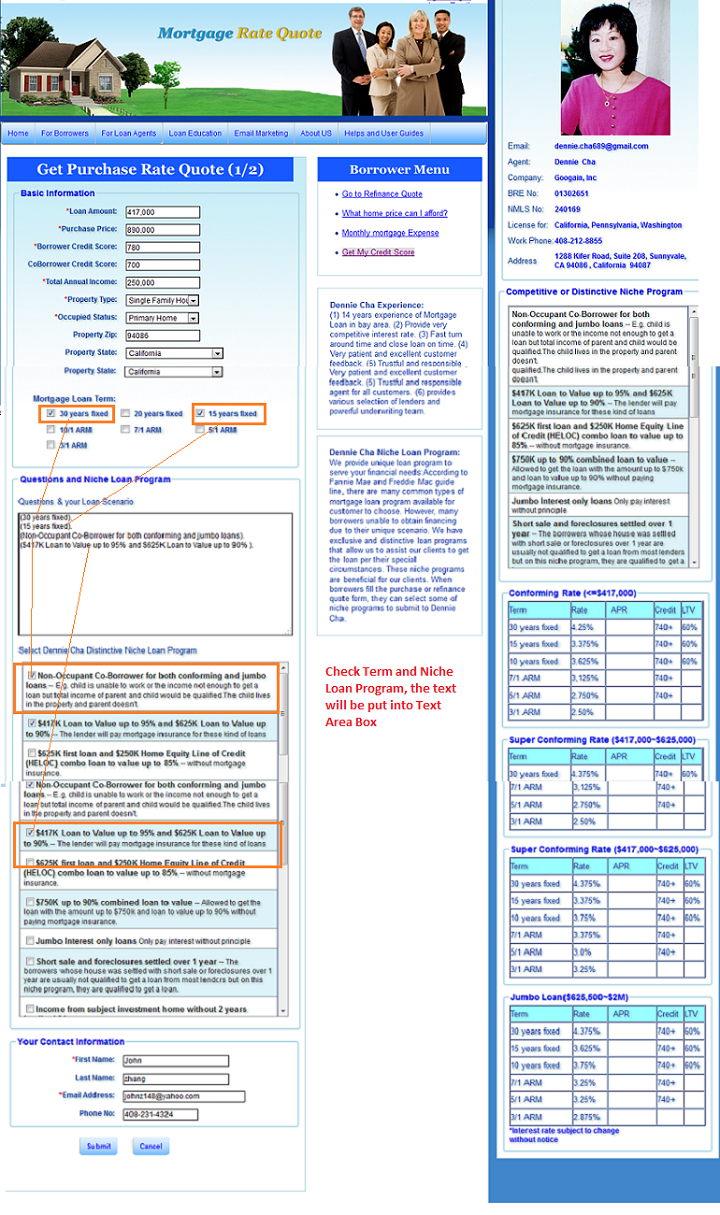 Mortgage Rate Quote
Home
For Borrowers
For Loan Agents
Loan Education
Email Marketing
About US
Helps and User Guides
Get Purchase Rate Quote (1/2)
Basic Information
*Loan Amount: 417,000
*Purchase Price: 890,000
*Borrower Credit Score: 780
CoBorrower Credit Score: 700
*Total Annual Income: 250,000
*Property Type: Single Family Hou
*Occupied Status: Primary Home
Property Zip: 94086
Property State: California
Property State: California
Mortgage Loan Term:
30 years fixed 20 years fixed 15 years fixed
10/1 ARM 7/1 ARM 5/1 ARM
3/1 ARM
Questions and Niche Loan Program
Questions & your Loan Scenario
(30 years fixed).
(15 years fixed).
(Non-Occupant Co-Borrower for both conforming and jumbo loans).
($417K Loan to Value up to 95% and $625K Loan to Value up to 90% ).
Select Dennie Cha Distinctive Niche Loan Program
Non-Occupant Co-Borrower for both conforming and jumbo
loans -- E.g. child is unable to work or the income not enough to get a
loan but total income of parent and child would be qualified.The child lives
in the property and parent doesn't.
$417K Loan to Value up to 95% and $625K Loan to Value up
to 90% -- The lender will pay mortgage insurance for these kind of loans
$625K first loan and $250K Home Equity Line of Credit
(HELOC) combo loan to value up to 85% -- without mortgage
insurance.
Non-Occupant Co-Borrower for both conforming and jumbo
loans -- E.g. child is unable to work or the income not enough to get a
loan but total income of parent and child would be qualified.The child lives
in the property and parent doesn't.
$417K Loan to Value up to 95% and $625K Loan to Value up
to 90% -- The lender will pay mortgage insurance for these kind of loans
$625K first loan and $250K Home Equity Line of Credit
(HELOC) combo loan to value up to 85% -- without mortgage
insurance.
$750K up to 90% combined loan to value -- Allowed to get the
loan with the amount up to $750k and loan to value up to 90% without
paying mortgage insurance.
Jumbo Interest only loans Only pay interest without principle
Short sale and foreclosures settled over 1 year -- The
borrowers whose house was settled with short sale or foreclosures over 1
year are usually not qualified to get a loan from most lenders but on this
niche program, they are qualified to get a loan.
Income from subject investment home without 2 years
Your Contact Information
*First Name: John
Last Name: zhang
*Email Address: johnz148@yahoo.com
Phone No: 408-231-4324
Submit Cancel
Borrower Menu
Go to Refinance Quote
What home price can I afford?
Monthly mortgage Expense
Get My Credit Score
Dennie Cha Experience:
(1) 14 years experience of Mortgage
Loan in bay area. (2) Provide very
competitive interest rate. (3) Fast turn
around time and close loan on time. (4)
Very patient and excellent customer
feedback. (5) Trustful and responsible
Very patient and excellent customer
feedback. (5) Trustful and responsible
agent for all customers. (6) provides
various selection of lenders and
powerful underwriting team.
Dennie Cha Niche Loan Program:
We provide unique loan program to
serve your financial needs.According to
Fannie Mae and Freddie Mac guide
line, there are many common types of
mortgage loan program available for
customer to choose. However, many
borrowers unable to obtain financing
due to their unique scenario. We have
exclusive and distinctive loan programs
that allow us to assist our clients to get
the loan per their special
circumstances. These niche programs
are beneficial for our clients. When
borrowers fill the purchase or refinance
quote form, they can select some of
niche programs to submit to Dennie
Cha.
Check Term and Niche
Loan Program, the text
will be put into Text
Area Box
Email: dennie.cha689@gmail.com
Agent: Dennie Cha
Company: Googain, Inc
BRE No: 01302651
NMLS No: 240169
License for: California, Pennsylvania, Washington
Work Phone: 408-212-8855
Address 1288 Kifer Road, Suite 208, Sunnyvale,
CA 94086 , California 94087
Competitive or Distinctive Niche Program
Non-Occupant Co-Borrower for both
conforming and jumbo loans -- E.g. child is
unable to work or the income not enough to get a
loan but total income of parent and child would be
qualified.The child lives in the property and parent
doesn't.
qualified.The child lives in the property and parent
doesn't.
$417K Loan to Value up to 95% and $625K
Loan to Value up to 90% -- The lender will pay
mortgage insurance for these kind of loans
$625K first loan and $250K Home Equity Line
of Credit (HELOC) combo loan to value up to
85% -- without mortgage insurance.
$750K up to 90% combined loan to value --
Allowed to get the loan with the amount up to $750k
and loan to value up to 90% without paying
mortgage insurance.
Jumbo Interest only loans Only pay interest
without principle
Short sale and foreclosures settled over 1
year -- The borrowers whose house was settled
with short sale or foreclosures over 1 year are
usually not qualified to get a loan from most lenders
but on this niche program, they are qualified to get a
Conforming Rate (<=$417,000)
Term Rate APR Credit LTV
30 years fixed 4.25% 740+ 60%
15 years fixed 3.375% 740+ 60%
10 years fixed 3.625% 740+ 60%
7/1 ARM 3,125% 740+
5/1 ARM 2.750% 740+
3/1 ARM 2.50%
Super Conforming Rate ($417,000~$625,000)
Term Rate APR Credit LTV
30 years fixed 4.375% 740+ 60%
7/1 ARM 3,125% 740+
5/1 ARM 2.750% 740+
3/1 ARM 2.50%
Super Conforming Rate ($417,000~$625,000)
Term Rate APR Credit LTV
30 years fixed 4.375% 740+ 60%
15 years fixed 3.375% 740+ 60%
10 years fixed 3.75% 740+ 60%
7/1 ARM 3.375% 740+
5/1 ARM 3.0% 740+
3/1 ARM 3.25%
Jumbo Loan($625,500~$2M)
Term Rate APR Credit LTV
30 years fixed 4.375% 740+ 60%
15 years fixed 3.625% 740+ 60%
10 years fixed 3.75% 740+ 60%
7/1 ARM 3.25% 740+
5/1 ARM 3.25% 740+
3/1 ARM 2.875%
*Interest rate subject to change
without notice